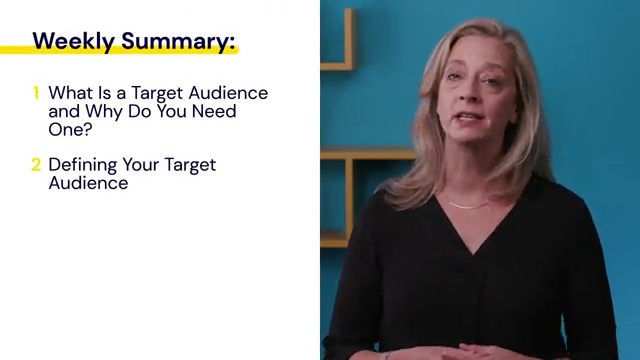 Weekly Summary:
1 What Is a Target Audience
and Why Do You Need
One?
2 Defining Your Target
Audience